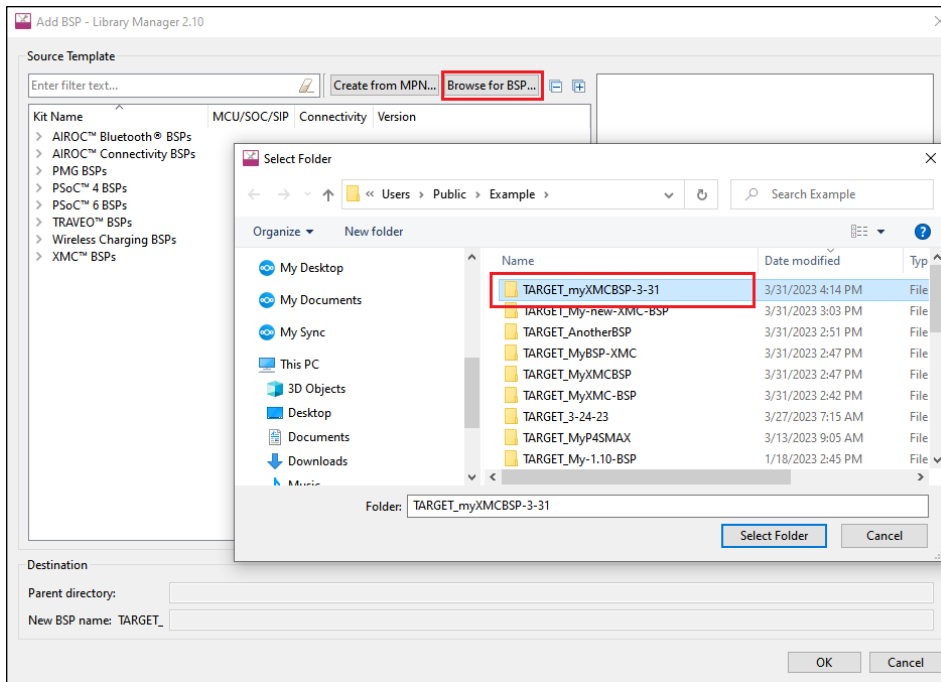 Add BSP - Library Manager 2.10
Source Template
Enter filter text...
Create from MPN... Browse for BSP...
Kit Name MCU/SOC/SIP Connectivity Version
AIROC™ Bluetooth® BSPs
AIROC™ Connectivity BSPs
PMG BSPs
PSoC™ 4 BSPs
PSoC™ 6 BSPs
TRAVEO™ BSPs
Wireless Charging BSPs
XMC™ BSPs
Select Folder
« Users > Public > Example >
Search Example
Organize New folder
My Desktop
My Documents
My Sync
This PC
3D Objects
Desktop
Documents
Downloads
Music
Name Date modified Typ
TARGET_myXMCBSP-3-31 3/31/2023 4:14 PM File
TARGET_My-new-XMC-BSP 3/31/2023 3:03 PM File
TARGET_AnotherBSP 3/31/2023 2:51 PM File
TARGET_MyBSP-XMC 3/31/2023 2:47 PM File
TARGET_MyXMCBSP 3/31/2023 2:47 PM File
TARGET_MyXMC-BSP 3/31/2023 2:42 PM File
TARGET_3-24-23 3/27/2023 7:15 AM File
TARGET_MyP4SMAX 3/13/2023 9:05 AM File
TARGET_My-1.10-BSP 1/18/2023 2:45 PM File
Folder: TARGET_myXMCBSP-3-31
Select Folder Cancel
Destination
Parent directory:
New BSP name: TARGET_
OK Cancel